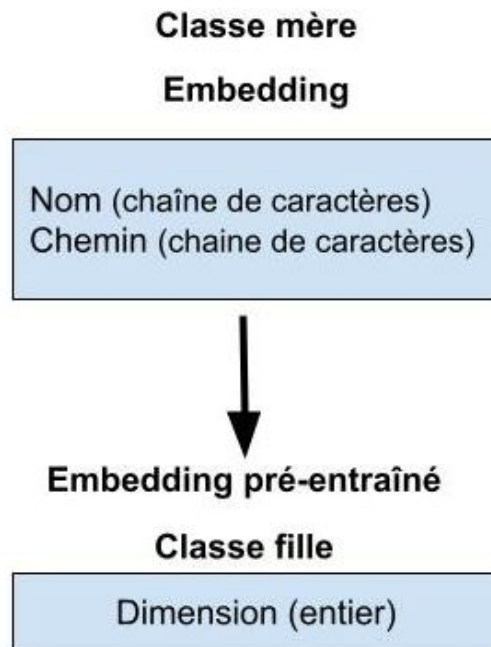 Classe mère
Embedding
Nom (chaîne de caractères)
Chemin (chaine de caractères)
Embedding pré-entraîné
Classe fille
Dimension (entier)